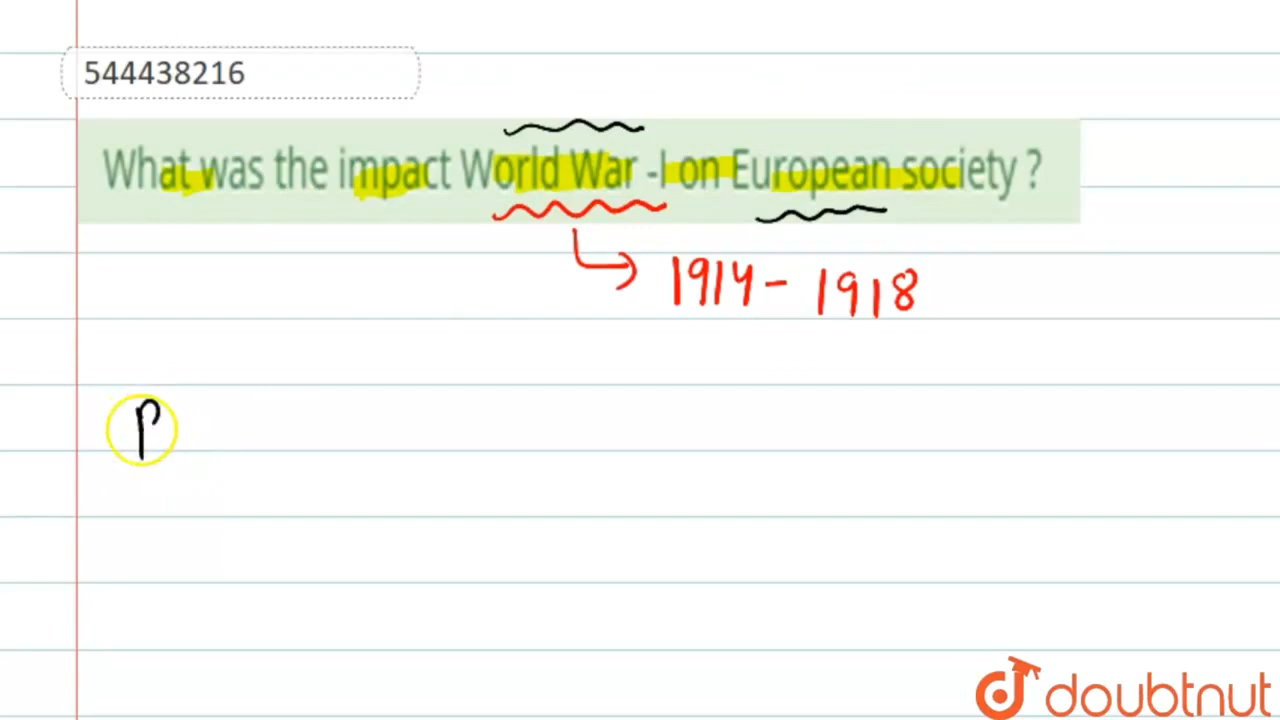 544438216
What was the impact World War -I on European society ?
1914 - 1918
P
doubtnut